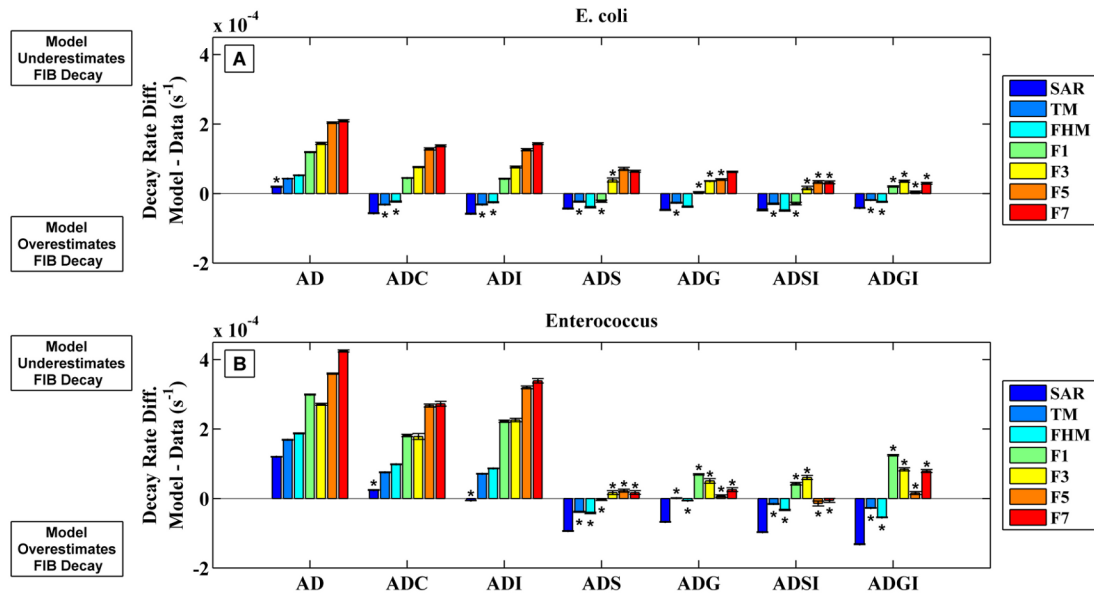 E. coli
x 10-4
A
Model
Underestimates
FIB Decay
Model
Overestimates
FIB Decay
Decay Rate Diff.
Model - Data (s-1)
4
2
0
-2
* * * * * * * * * * * * * * * * * * * * * *
AD ADC ADI ADS ADG ADSI ADGI
SAR
TM
FHM
F1
F3
F5
F7
Enterococcus
x 10-4
B
Model
Underestimates
FIB Decay
Model
Overestimates
FIB Decay
Decay Rate Diff.
Model - Data (s-1)
4
2
0
-2
* * * * * * * * * * * * * * * * * * * * * * * * * *
AD ADC ADI ADS ADG ADSI ADGI
SAR
TM
FHM
F1
F3
F5
F7